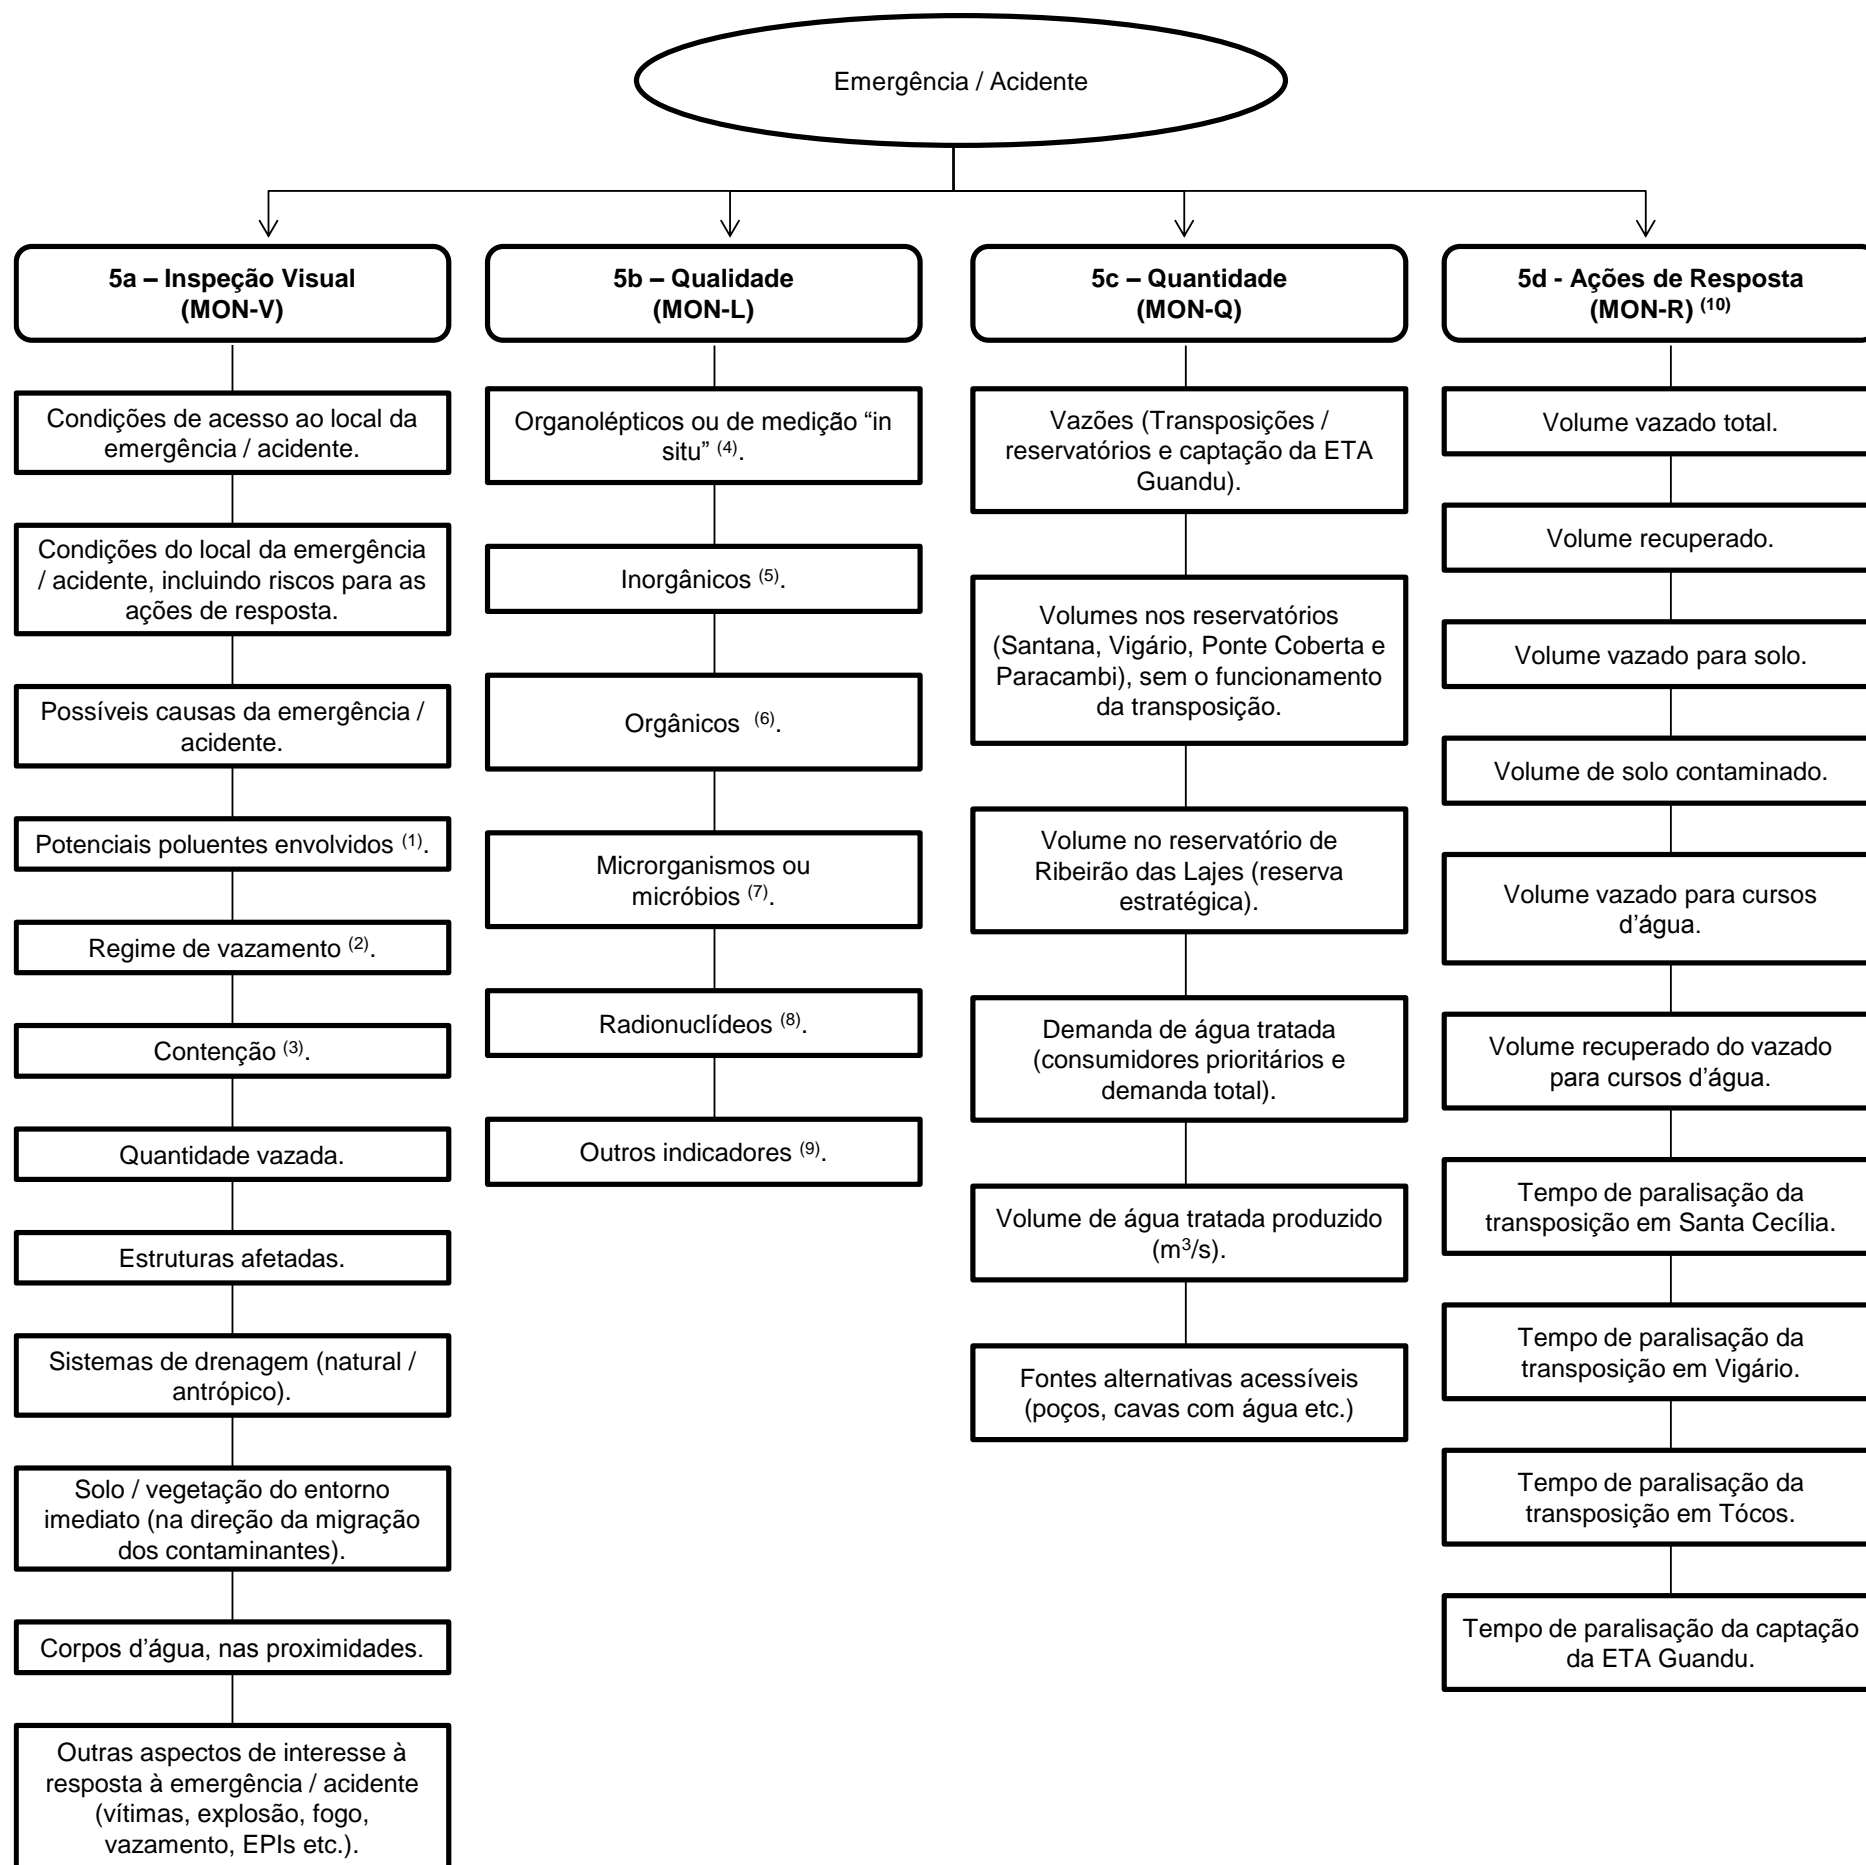 Emergência / Acidente
5a – Inspeção Visual
(MON-V)
Condições de acesso ao local da
emergência / acidente.
Condições do local da emergência
/ acidente, incluindo riscos para as
ações de resposta.
Possíveis causas da emergência /
acidente.
Potenciais poluentes envolvidos (1).
Regime de vazamento (2).
Contenção (3).
Quantidade vazada.
Estruturas afetadas.
Sistemas de drenagem (natural /
antrópico).
Solo / vegetação do entorno
imediato (na direção da migração
dos contaminantes).
Corpos d’água, nas proximidades.
Outras aspectos de interesse à
resposta à emergência / acidente
(vítimas, explosão, fogo,
vazamento, EPIs etc.).
5b – Qualidade
(MON-L)
Organolépticos ou de medição “in
situ” (4).
Inorgânicos (5).
Orgânicos (6).
Microrganismos ou
micróbios (7).
Radionuclídeos (8).
Outros indicadores (9).
5c – Quantidade
(MON-Q)
Vazões (Transposições /
reservatórios e captação da ETA
Guandu).
Volumes nos reservatórios
(Santana, Vigário, Ponte Coberta e
Paracambi), sem o funcionamento
da transposição.
Volume no reservatório de
Ribeirão das Lajes (reserva
estratégica).
Demanda de água tratada
(consumidores prioritários e
demanda total).
Volume de água tratada produzido
(m³/s).
Fontes alternativas acessíveis
(poços, cavas com água etc.)
5d - Ações de Resposta
(MON-R) (10)
Volume vazado total.
Volume recuperado.
Volume vazado para solo.
Volume de solo contaminado.
Volume vazado para cursos
d’água.
Volume recuperado do vazado
para cursos d’água.
Tempo de paralisação da
transposição em Santa Cecília.
Tempo de paralisação da
transposição em Vigário.
Tempo de paralisação da
transposição em Tócos.
Tempo de paralisação da captação
da ETA Guandu.